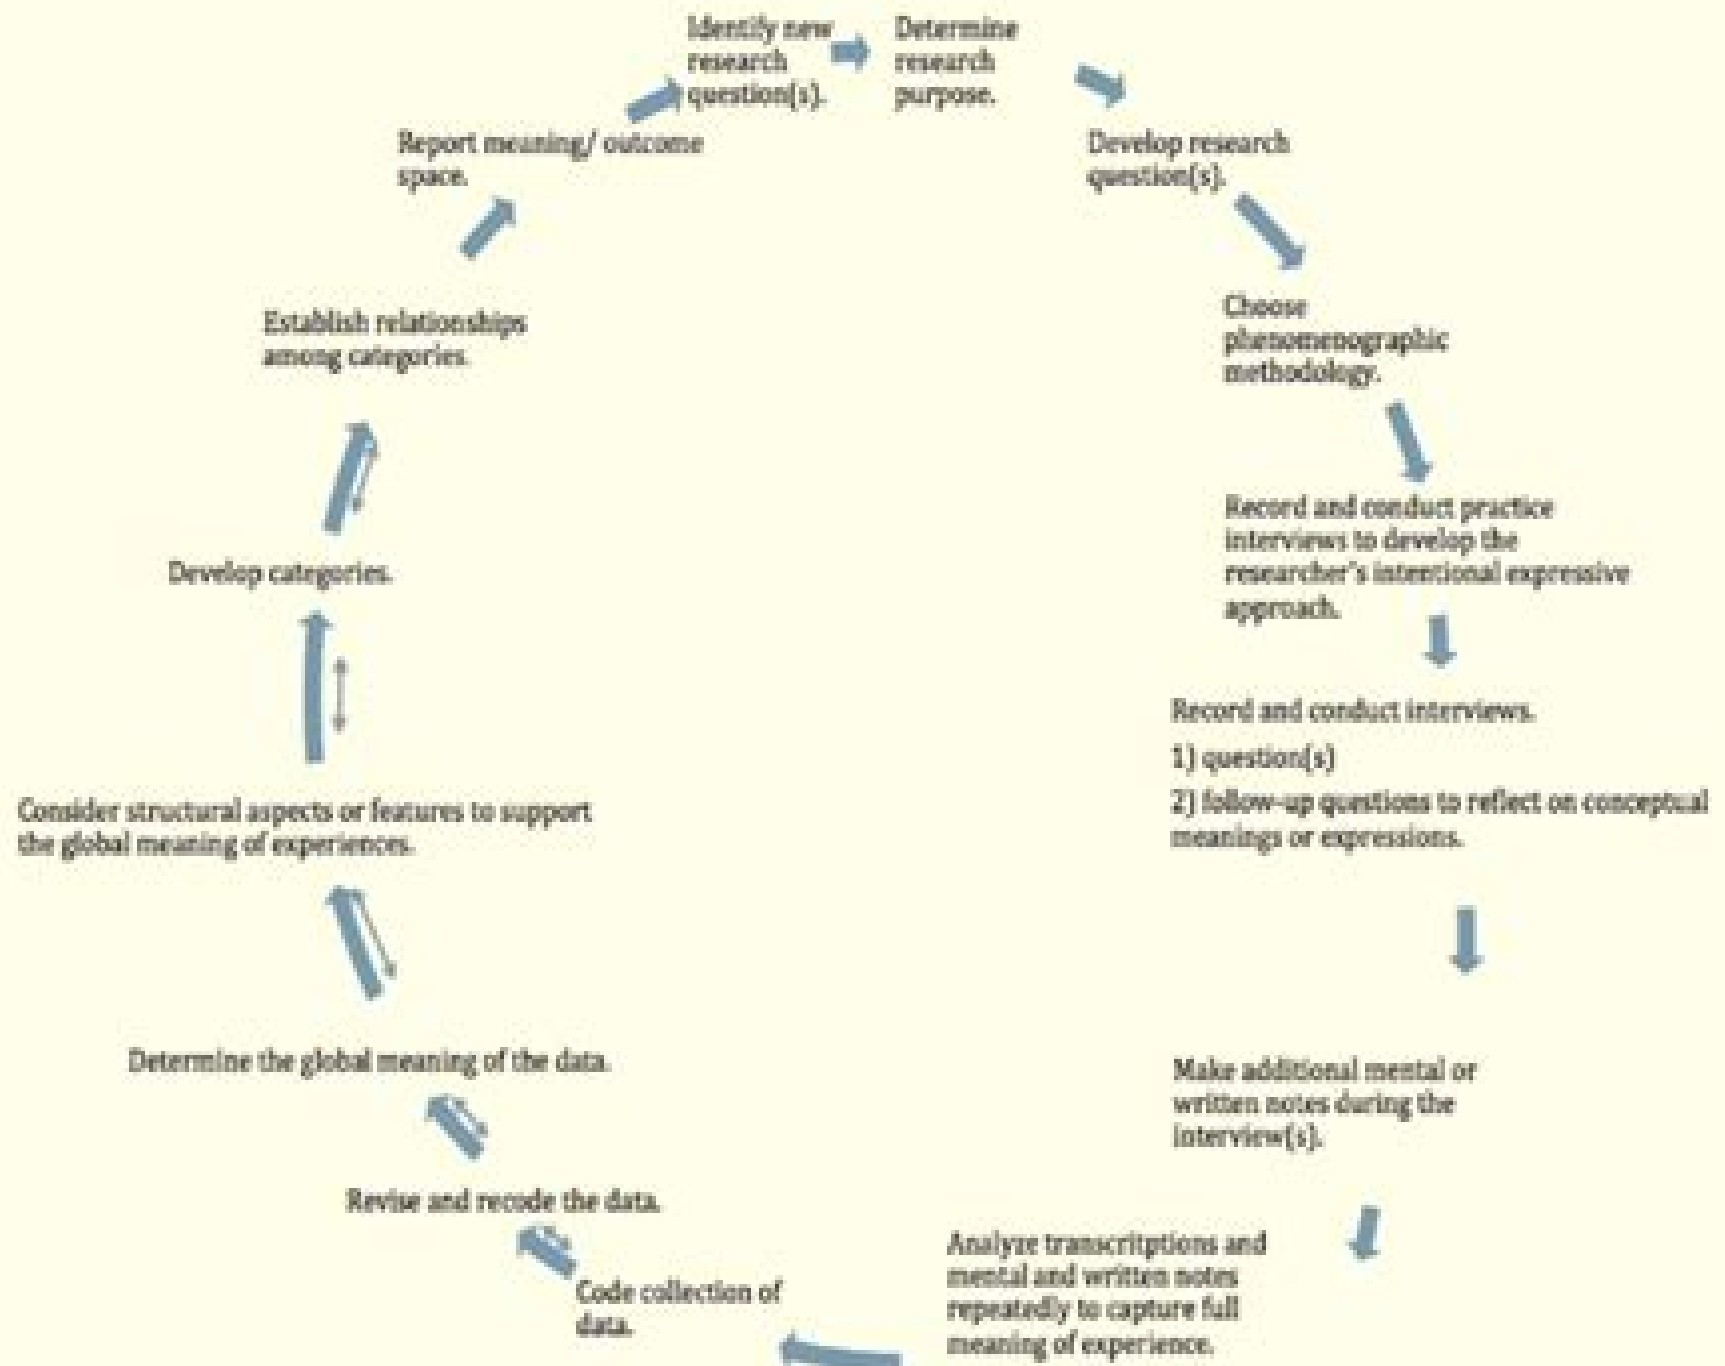 Identify new
research
question(s).
Determine
research
purpose.
Develop research
question(s).
Choose
phenomenographic
methodology.
Record and conduct practice
interviews to develop the
researcher's intentional expressive
approach.
Record and conduct interviews.
1) question(s)
2) follow-up questions to reflect on conceptual
meanings or expressions.
Make additional mental or
written notes during the
interview(s).
Analyze transcritptions and
mental and written notes
repeatedly to capture full
meaning of experience.
Code collection of
data.
Revise and recode the data.
Determine the global meaning of the data.
Consider structural aspects or features to support
the global meaning of experiences.
Develop categories.
Establish relationships
among categories.
Report meaning/ outcome
space.